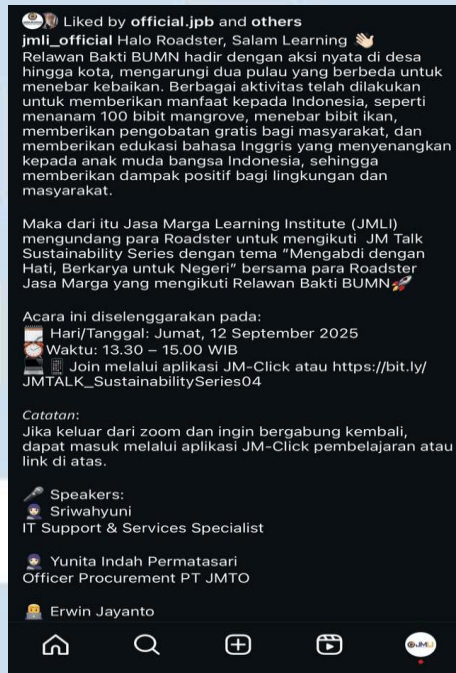 Liked by official.jpb and others
jmli_official Halo Roadster, Salam Learning 👋🏻
Relawan Bakti BUMN hadir dengan aksi nyata di desa
hingga kota, mengarungi dua pulau yang berbeda untuk
menebar kebaikan. Berbagai aktivitas telah dilakukan
untuk memberikan manfaat kepada Indonesia, seperti
menanam 100 bibit mangrove, menebar bibit ikan,
memberikan pengobatan gratis bagi masyarakat, dan
memberikan edukasi bahasa Inggris yang menyenangkan
kepada anak muda bangsa Indonesia, sehingga
memberikan dampak positif bagi lingkungan dan
masyarakat.
Maka dari itu Jasa Marga Learning Institute (JMLI)
mengundang para Roadster untuk mengikuti JM Talk
Sustainability Series dengan tema “Mengabdi dengan
Hati, Berkarya untuk Negeri” bersama para Roadster
Jasa Marga yang mengikuti Relawan Bakti BUMN🚀
Acara ini diselenggarakan pada:
🗓️ Hari/Tanggal: Jumat, 12 September 2025
⏰Waktu: 13.30 – 15.00 WIB
💻📱 Join melalui aplikasi JM-Click atau https://bit.ly/
JMTALK_SustainabilitySeries04
Catatan:
Jika keluar dari zoom dan ingin bergabung kembali,
dapat masuk melalui aplikasi JM-Click pembelajaran atau
link di atas.
🎤 Speakers:
🧕🏻 Sriwahyuni
IT Support & Services Specialist
🧕🏻 Yunita Indah Permatasari
Officer Procurement PT JMTO
👨🏻‍💻 Erwin Jayanto
JMLI